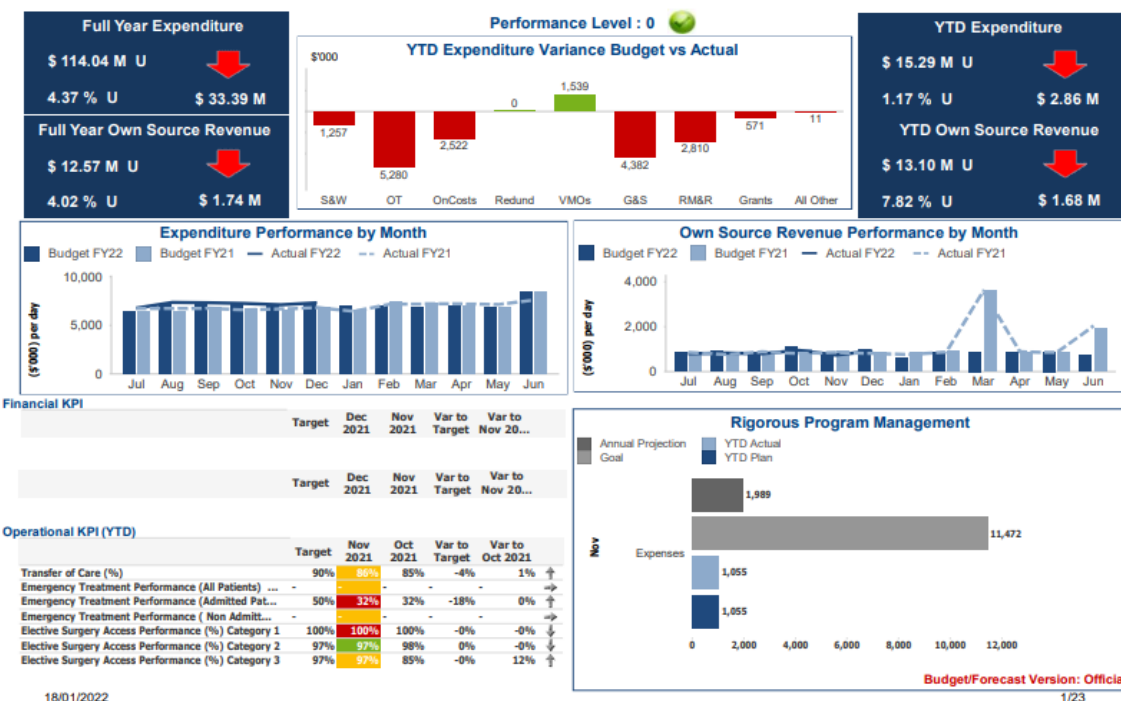 Performance Level : 0
Full Year Expenditure
$ 114.04 M U
4.37 % U $ 33.39 M
Full Year Own Source Revenue
$ 12.57 M U
4.02 % U $ 1.74 M
YTD Expenditure Variance Budget vs Actual
$'000
1,257
5,280
2,522
0
1,539
4,382
2,810
571
11
S&W OT OnCosts Redund VMOs G&S RM&R Grants All Other
YTD Expenditure
$ 15.29 M U
1.17 % U $ 2.86 M
YTD Own Source Revenue
$ 13.10 M U
7.82 % U $ 1.68 M
Expenditure Performance by Month
Budget FY22 Budget FY21 Actual FY22 Actual FY21
($'000) per day
10,000
5,000
0
Jul Aug Sep Oct Nov Dec Jan Feb Mar Apr May Jun
Own Source Revenue Performance by Month
Budget FY22 Budget FY21 Actual FY22 Actual FY21
($'000) per day
4,000
2,000
0
Jul Aug Sep Oct Nov Dec Jan Feb Mar Apr May Jun
Financial KPI
Target Dec 2021 Nov 2021 Var to Target Var to Nov 20...
Target Dec 2021 Nov 2021 Var to Target Var to Nov 20...
Operational KPI (YTD)
Target Nov 2021 Oct 2021 Var to Target Var to Oct 2021
Transfer of Care (%) 90% 86% 85% -4% 1%
Emergency Treatment Performance (All Patients) ... - - - - -
Emergency Treatment Performance (Admitted Pat... 50% 32% 32% -18% 0%
Emergency Treatment Performance ( Non Admitt... - - - - -
Elective Surgery Access Performance (%) Category 1 100% 100% 100% -0% -0%
Elective Surgery Access Performance (%) Category 2 97% 97% 98% 0% -0%
Elective Surgery Access Performance (%) Category 3 97% 97% 85% -0% 12%
Rigorous Program Management
Annual Projection YTD Actual
Goal YTD Plan
Nov
Expenses
1,989
11,472
1,055
1,055
0 2,000 4,000 6,000 8,000 10,000 12,000
Budget/Forecast Version: Officia
18/01/2022
1/23